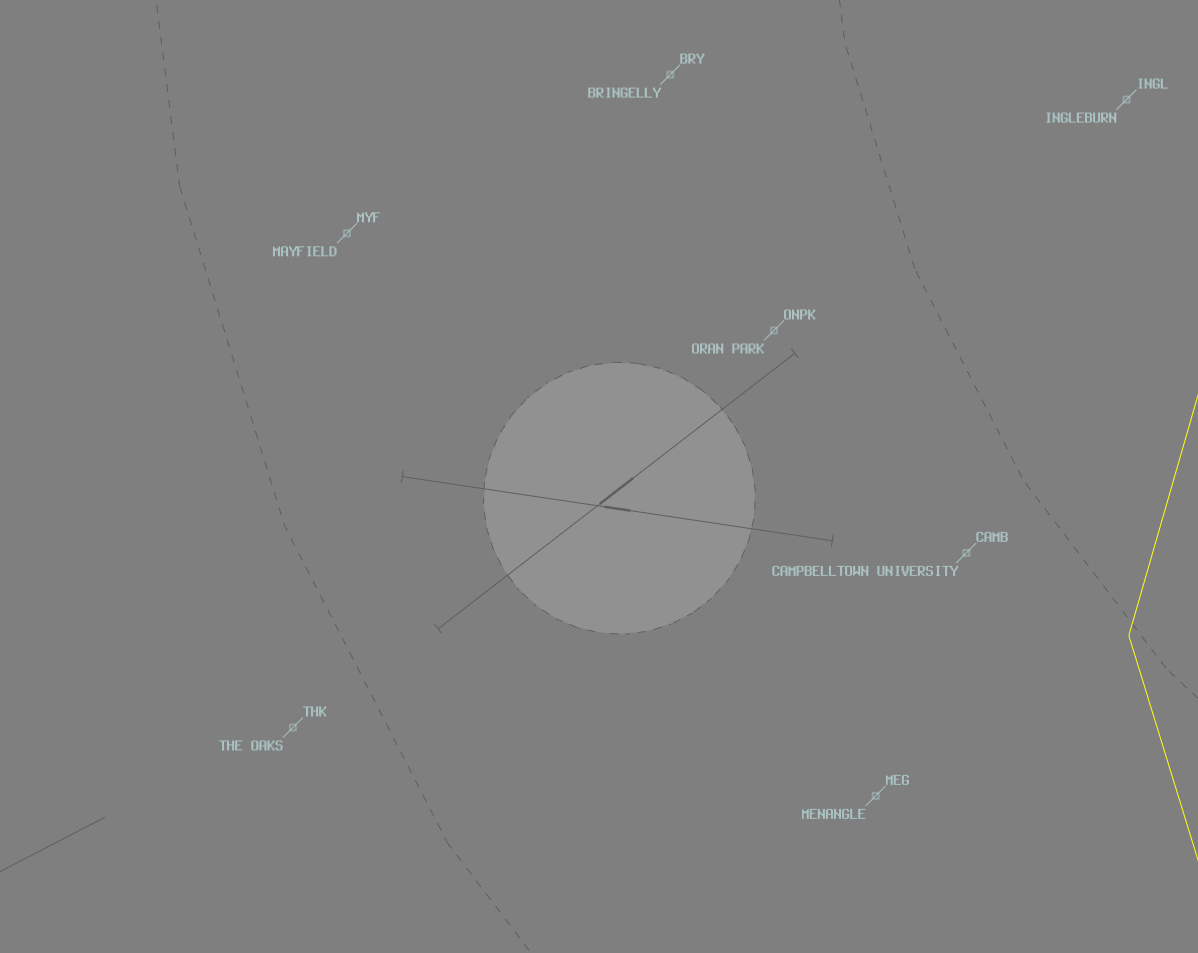 BRY
BRINGELLY
INGL
INGLEBURN
MYF
MAYFIELD
ONPK
ORAN PARK
CAMB
CAMPBELLTOWN UNIVERSITY
THK
THE OAKS
MEG
MENANGLE